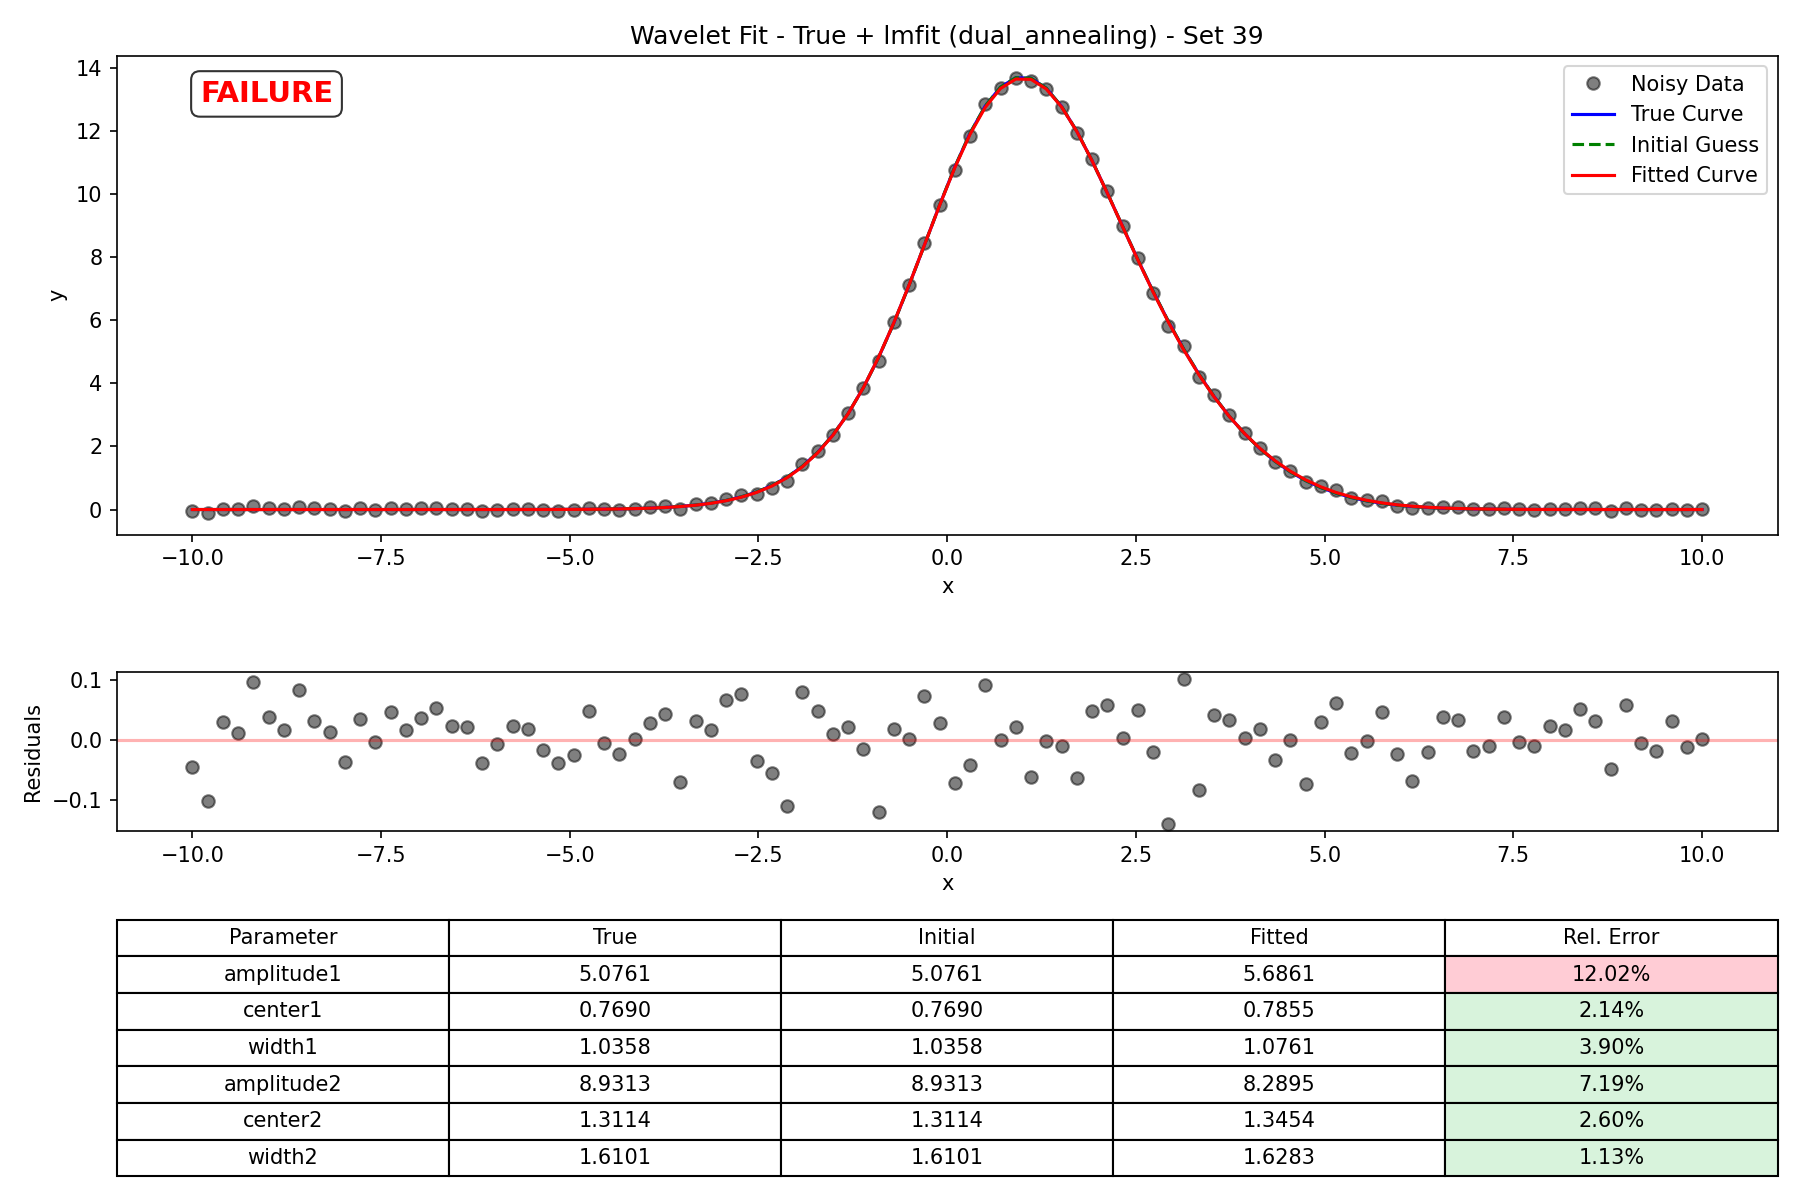 Wavelet Fit - True + lmfit (dual_annealing) - Set 39
FAILURE
Noisy Data
True Curve
Initial Guess
Fitted Curve
14
12
10
8
6
4
2
0
y
−10.0 −7.5 −5.0 −2.5 0.0 2.5 5.0 7.5 10.0
x
0.1
0.0
−0.1
Residuals
−10.0 −7.5 −5.0 −2.5 0.0 2.5 5.0 7.5 10.0
x
Parameter True Initial Fitted Rel. Error
amplitude1 5.0761 5.0761 5.6861 12.02%
center1 0.7690 0.7690 0.7855 2.14%
width1 1.0358 1.0358 1.0761 3.90%
amplitude2 8.9313 8.9313 8.2895 7.19%
center2 1.3114 1.3114 1.3454 2.60%
width2 1.6101 1.6101 1.6283 1.13%